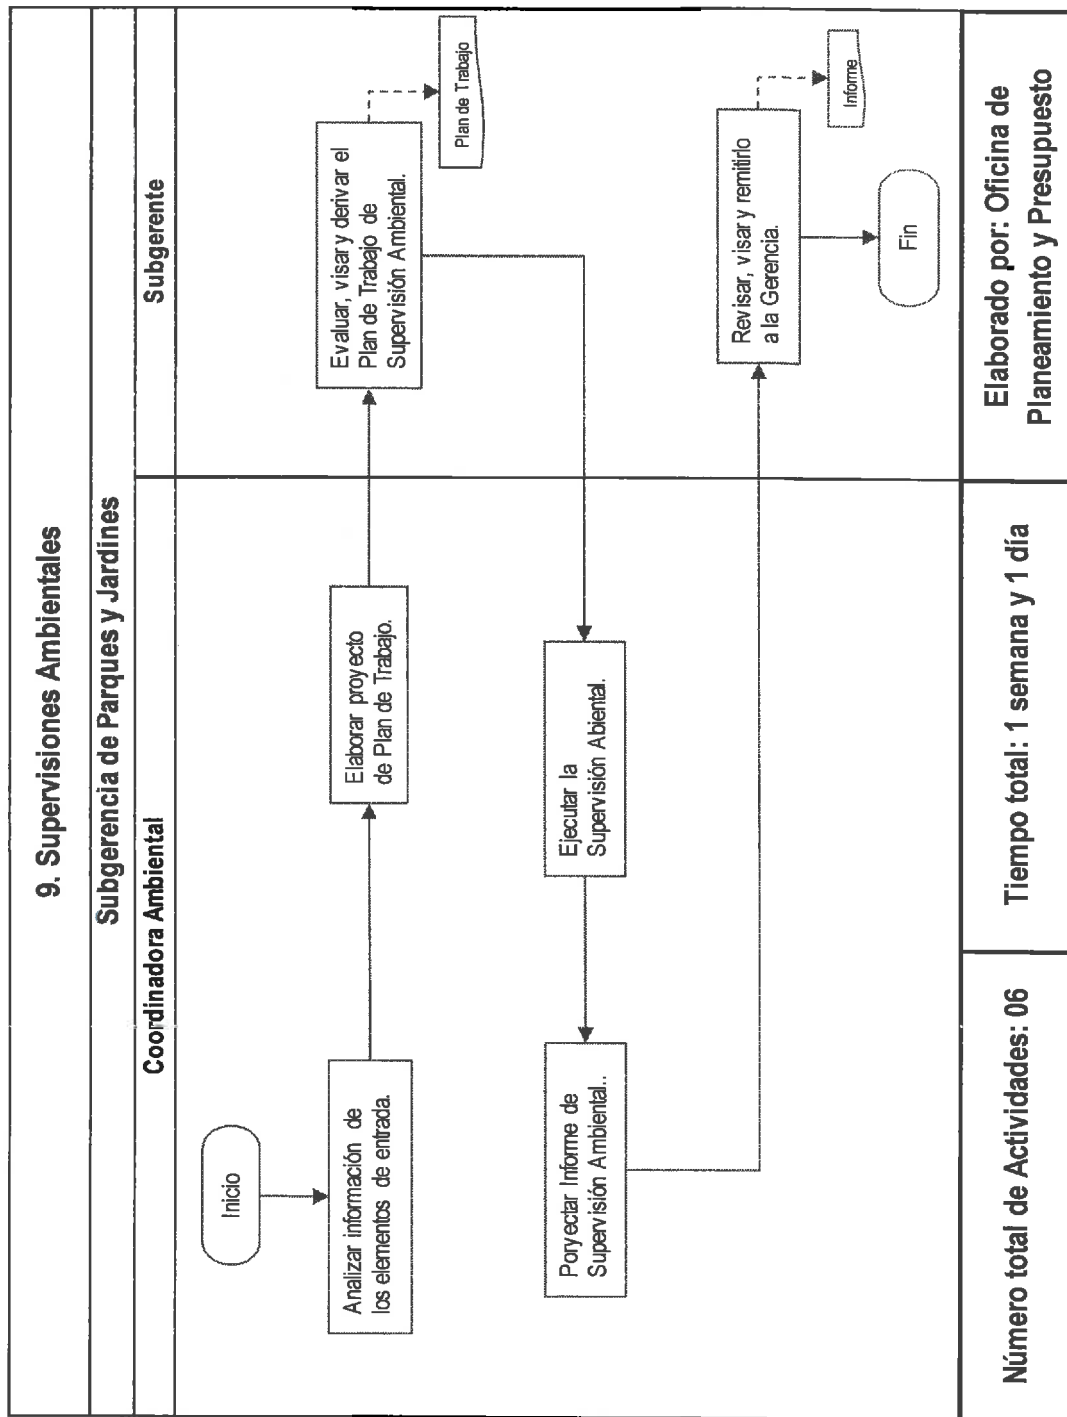 9. Supervisiones Ambientales
Subgerencia de Parques y Jardines
Coordinadora Ambiental
Subgerente
Inicio
Analizar información de
los elementos de entrada.
Elaborar proyecto
de Plan de Trabajo.
Evaluar, visar y derivar el
Plan de Trabajo de
Supervisión Ambiental.
Plan de Trabajo
Ejecutar la
Supervisión Abiental.
Poryectar Informe de
Supervisión Ambiental..
Revisar, visar y remitirlo
a la Gerencia.
Informe
Fin
Número total de Actividades: 06
Tiempo total: 1 semana y 1 día
Elaborado por: Oficina de
Planeamiento y Presupuesto